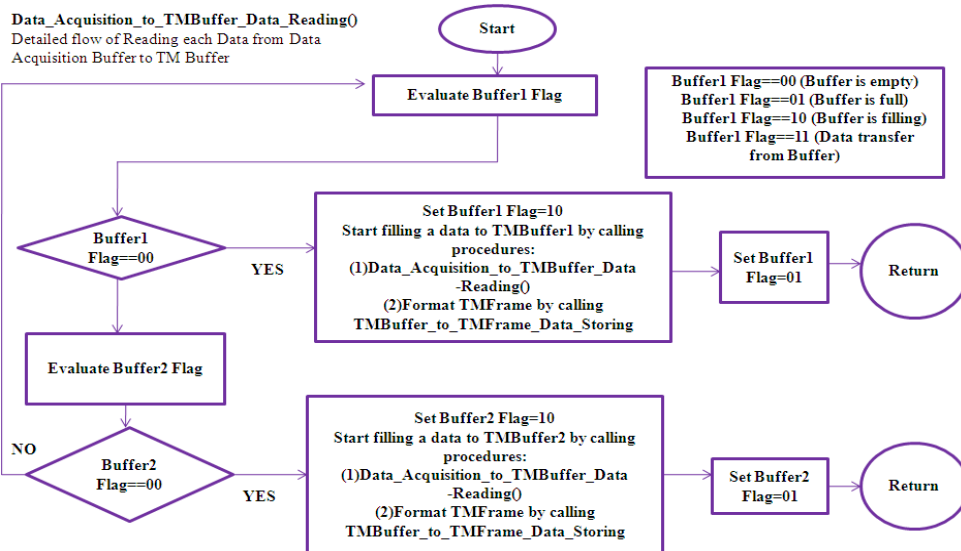 Data_Acquisition_to_TMBuffer_Data_Reading()
Detailed flow of Reading each Data from Data
Acquisition Buffer to TM Buffer
Start
Evaluate Buffer1 Flag
Buffer1 Flag==00 (Buffer is empty)
Buffer1 Flag==01 (Buffer is full)
Buffer1 Flag==10 (Buffer is filling)
Buffer1 Flag==11 (Data transfer
from Buffer)
Buffer1
Flag==00
YES
Set Buffer1 Flag=10
Start filling a data to TMBuffer1 by calling
procedures:
(1)Data_Acquisition_to_TMBuffer_Data
-Reading()
(2)Format TMFrame by calling
TMBuffer_to_TMFrame_Data_Storing
Set Buffer1
Flag=01
Return
Evaluate Buffer2 Flag
NO
Buffer2
Flag==00
YES
Set Buffer2 Flag=10
Start filling a data to TMBuffer2 by calling
procedures:
(1)Data_Acquisition_to_TMBuffer_Data
-Reading()
(2)Format TMFrame by calling
TMBuffer_to_TMFrame_Data_Storing
Set Buffer2
Flag=01
Return